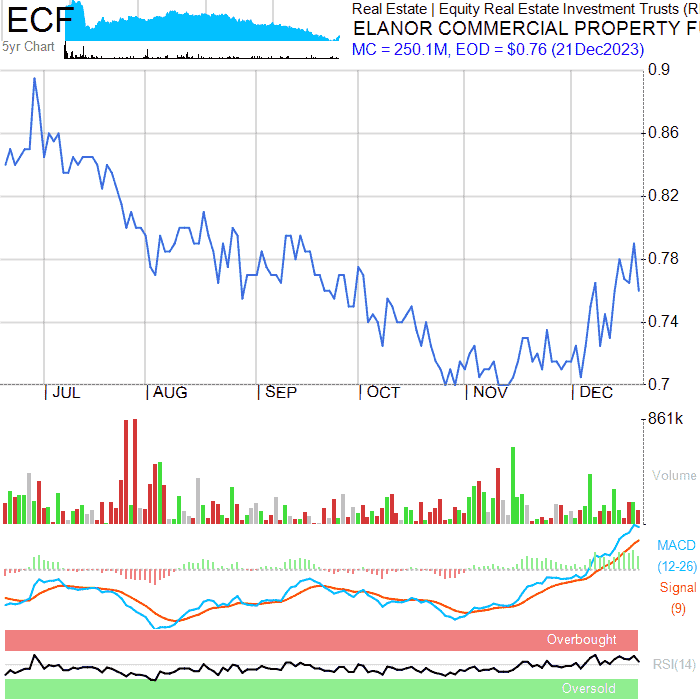 ECF
5yr Chart
Real Estate | Equity Real Estate Investment Trusts (R
ELANOR COMMERCIAL PROPERTY F
MC = 250.1M, EOD = $0.76 (21Dec2023)
0.9
0.86
0.82
0.78
0.74
0.7
JUL
AUG
SEP
OCT
NOV
DEC
861k
Volume
MACD
(12-26)
Signal
(9)
Overbought
RSI(14)
Oversold